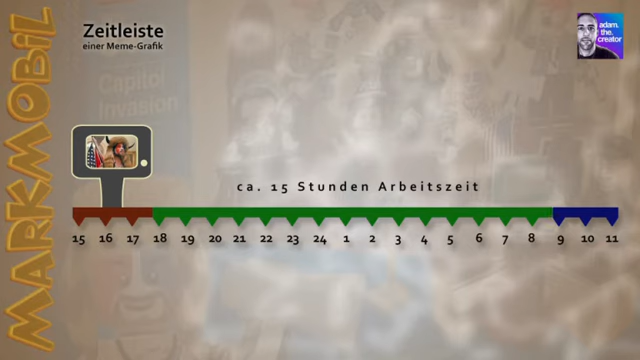 MARKMOBIL
Zeitleiste
einer Meme-Grafik
adam.
the.
creator
Capitol
Invasion
ca. 15 Stunden Arbeitszeit
15 16 17 18 19 20 21 22 23 24 1 2 3 4 5 6 7 8 9 10 11